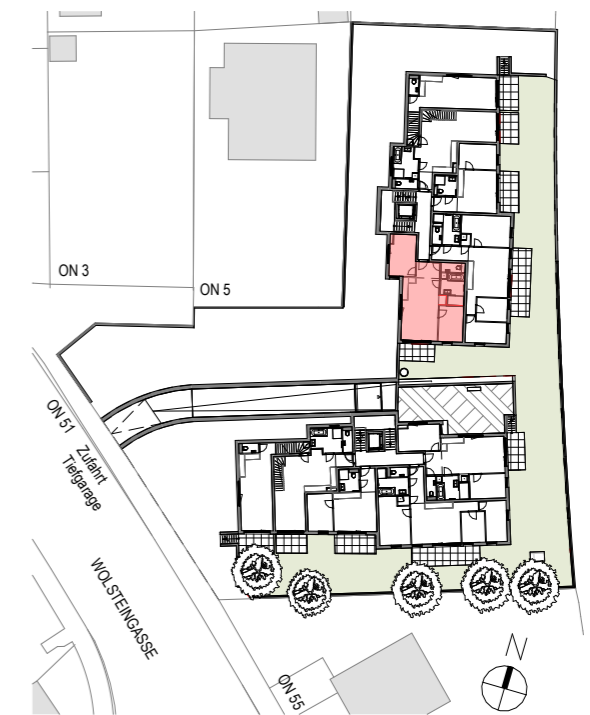 ON 3
ON 5
ON 51
Zufahrt
Tiefgarage
WOLSTEINGASSE
ON 55
N